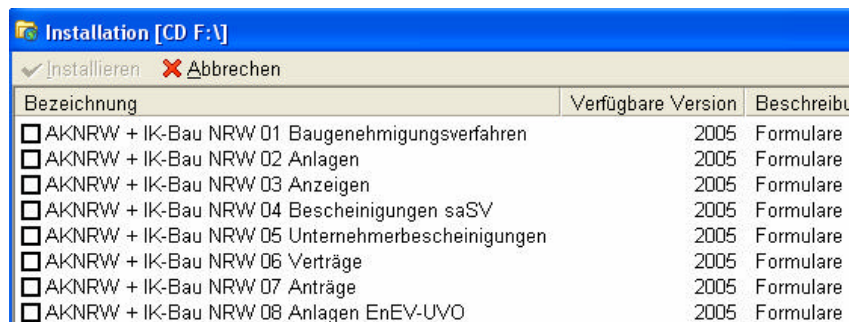 Installation [CD F:\]
Installieren Abbrechen
Bezeichnung Verfügbare Version Beschreibu
AKNRW + IK-Bau NRW 01 Baugenehmigungsverfahren 2005 Formulare
AKNRW + IK-Bau NRW 02 Anlagen 2005 Formulare
AKNRW + IK-Bau NRW 03 Anzeigen 2005 Formulare
AKNRW + IK-Bau NRW 04 Bescheinigungen saSV 2005 Formulare
AKNRW + IK-Bau NRW 05 Unternehmerbescheinigungen 2005 Formulare
AKNRW + IK-Bau NRW 06 Verträge 2005 Formulare
AKNRW + IK-Bau NRW 07 Anträge 2005 Formulare
AKNRW + IK-Bau NRW 08 Anlagen EnEV-UVO 2005 Formulare